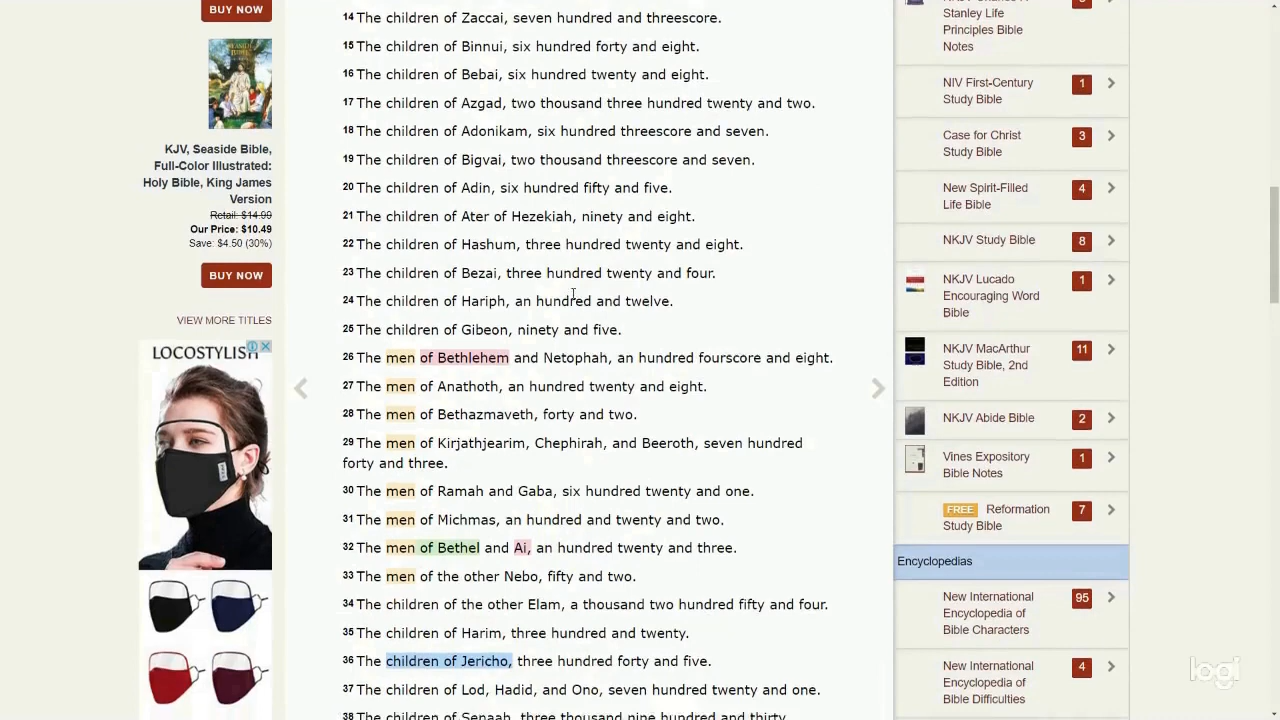 BUY NOW
KJV, Seaside Bible,
Full-Color Illustrated:
Holy Bible, King James
Version
Retail: $14.99
Our Price: $10.49
Save: $4.50 (30%)
BUY NOW
VIEW MORE TITLES
LOCOSTYLISH
14 The children of Zaccai, seven hundred and threescore.
15 The children of Binnui, six hundred forty and eight.
16 The children of Bebai, six hundred twenty and eight.
17 The children of Azgad, two thousand three hundred twenty and two.
18 The children of Adonikam, six hundred threescore and seven.
19 The children of Bigvai, two thousand threescore and seven.
20 The children of Adin, six hundred fifty and five.
21 The children of Ater of Hezekiah, ninety and eight.
22 The children of Hashum, three hundred twenty and eight.
23 The children of Bezai, three hundred twenty and four.
24 The children of Hariph, an hundred and twelve.
25 The children of Gibeon, ninety and five.
26 The men of Bethlehem and Netophah, an hundred fourscore and eight.
27 The men of Anathoth, an hundred twenty and eight.
28 The men of Bethazmaveth, forty and two.
29 The men of Kirjathjearim, Chephirah, and Beeroth, seven hundred
forty and three.
30 The men of Ramah and Gaba, six hundred twenty and one.
31 The men of Michmas, an hundred and twenty and two.
32 The men of Bethel and Ai, an hundred twenty and three.
33 The men of the other Nebo, fifty and two.
34 The children of the other Elam, a thousand two hundred fifty and four.
35 The children of Harim, three hundred and twenty.
36 The children of Jericho, three hundred forty and five.
37 The children of Lod, Hadid, and Ono, seven hundred twenty and one.
38 The children of Senaah, three thousand nine hundred and thirty.
Stanley Life
Principles Bible
Notes
NIV First-Century
Study Bible
1
Case for Christ
Study Bible
3
New Spirit-Filled
Life Bible
4
NKJV Study Bible
8
NKJV Lucado
Encouraging Word
Bible
1
NKJV MacArthur
Study Bible, 2nd
Edition
11
NKJV Abide Bible
2
Vines Expository
Bible Notes
1
FREE Reformation
Study Bible
7
Encyclopedias
New International
Encyclopedia of
Bible Characters
95
New International
Encyclopedia of
Bible Difficulties
4
logi